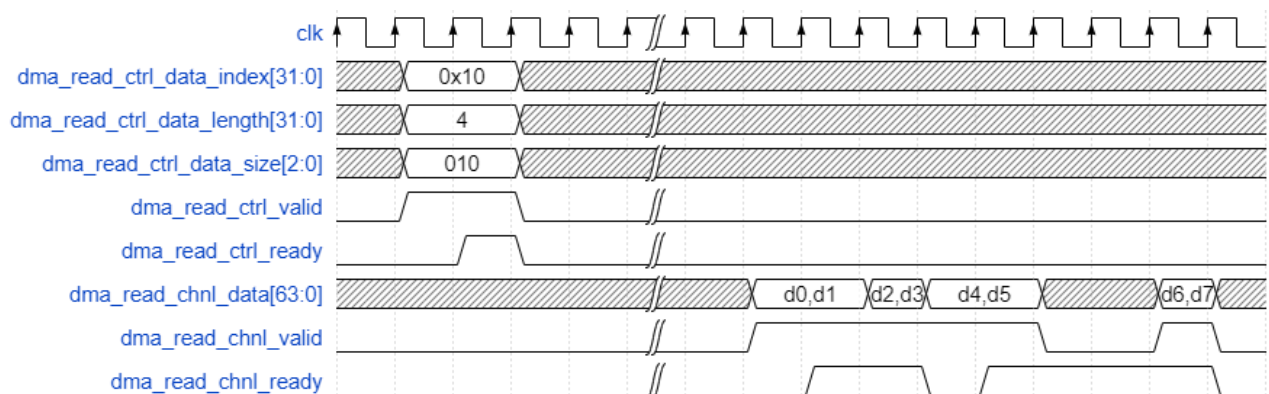 clk
dma_read_ctrl_data_index[31:0] 0x10
dma_read_ctrl_data_length[31:0] 4
dma_read_ctrl_data_size[2:0] 010
dma_read_ctrl_valid
dma_read_ctrl_ready
dma_read_chnl_data[63:0] d0,d1 d2,d3 d4,d5 d6,d7
dma_read_chnl_valid
dma_read_chnl_ready